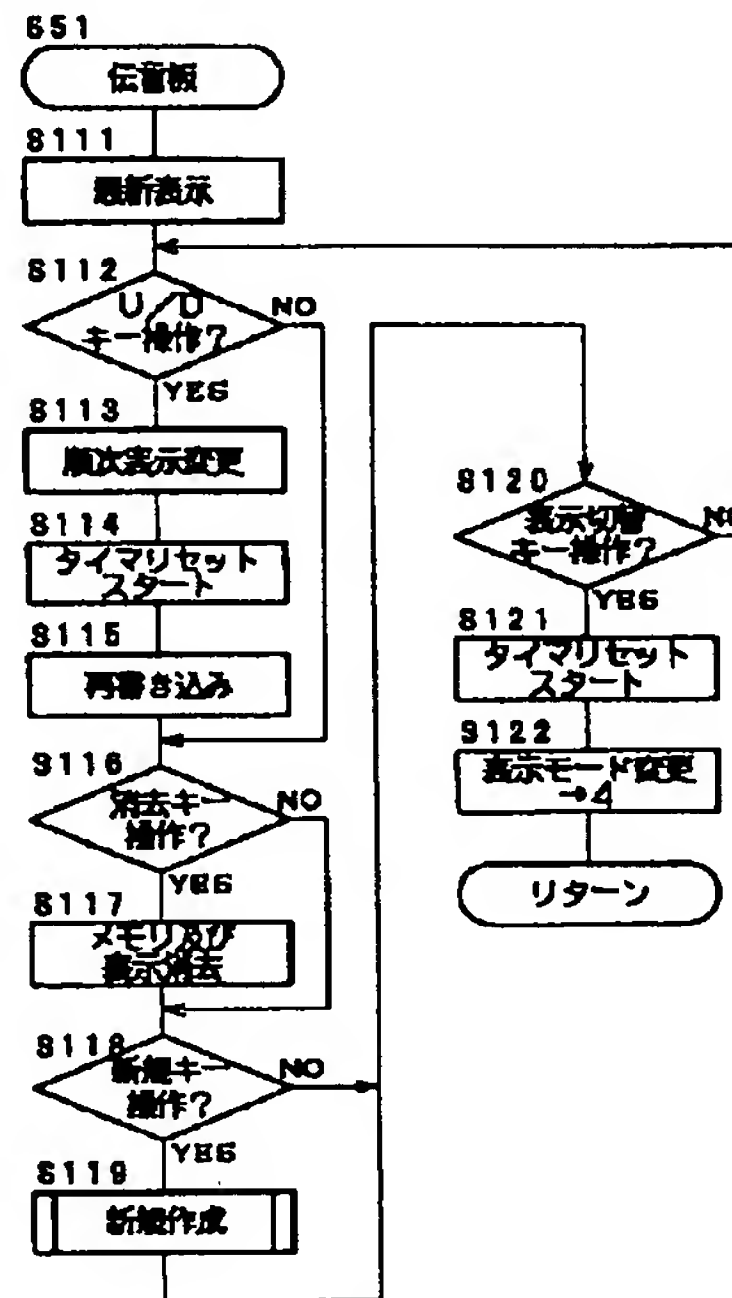 S51
伝言板
S111
最新表示
S112
U/D
キー操作?
NO
YES
S113
順次表示変更
S114
タイマリセット
スタート
S115
再書き込み
S116
消去キー
操作?
NO
YES
S117
メモリ及び
表示消去
S118
新規キー
操作?
NO
YES
S119
新規作成
S120
表示切替
キー操作?
NO
YES
S121
タイマリセット
スタート
S122
表示モード変更
→4
リターン